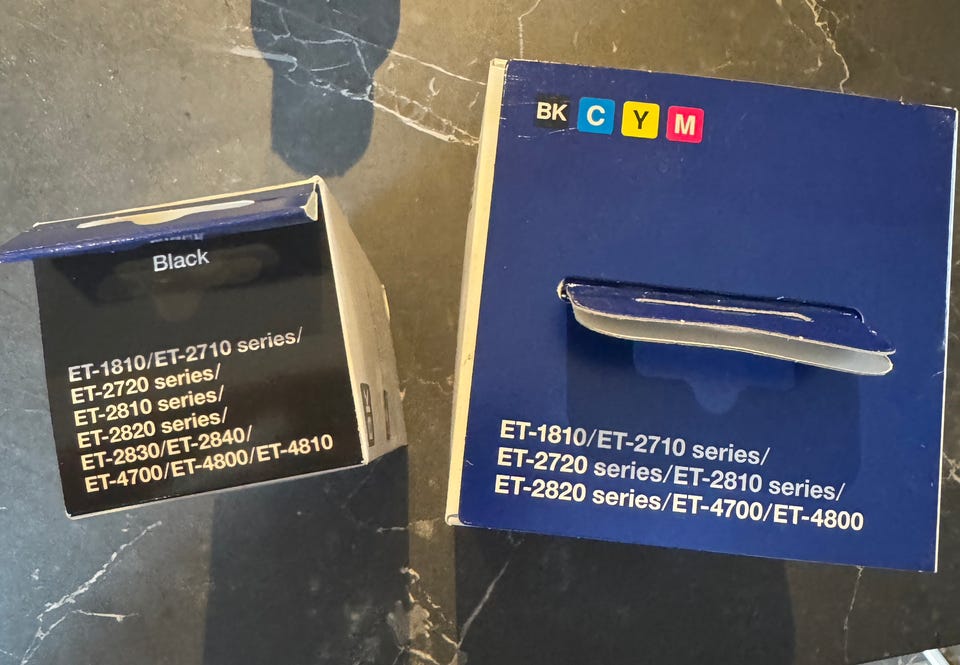 Black
ET-1810/ET-2710 series/
ET-2720 series/
ET-2810 series/
ET-2820 series/
ET-2830/ET-2840/
ET-4700/ET-4800/ET-4810
BK C Y M
ET-1810/ET-2710 series/
ET-2720 series/ET-2810 series/
ET-2820 series/ET-4700/ET-4800